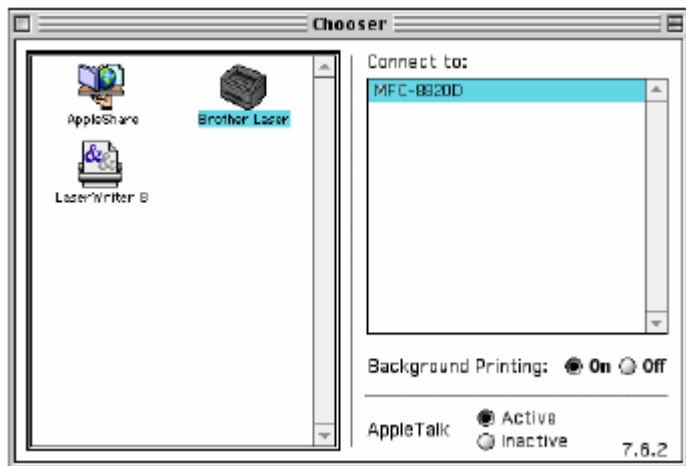 Chooser
AppleShare
Brother Laser
LaserWriter 8
Connect to:
MFC-8820D
Background Printing: On Off
AppleTalk
Active
Inactive
7.6.2